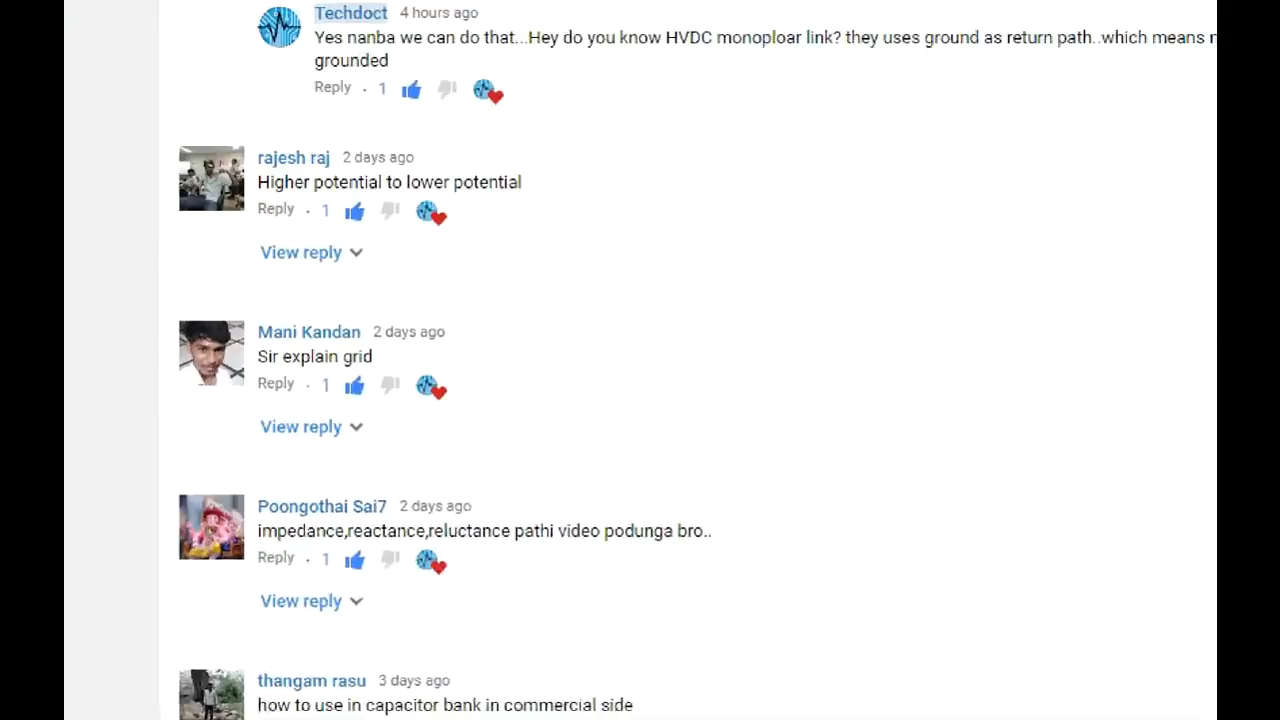 Techdoct 4 hours ago
Yes nanba we can do that...Hey do you know HVDC monoploar link? they uses ground as return path..which means
grounded
Reply . 1
rajesh raj 2 days ago
Higher potential to lower potential
Reply . 1
View reply
Mani Kandan 2 days ago
Sir explain grid
Reply . 1
View reply
Poongothai Sai7 2 days ago
impedance,reactance,reluctance pathi video podunga bro..
Reply . 1
View reply
thangam rasu 3 days ago
how to use in capacitor bank in commercial side